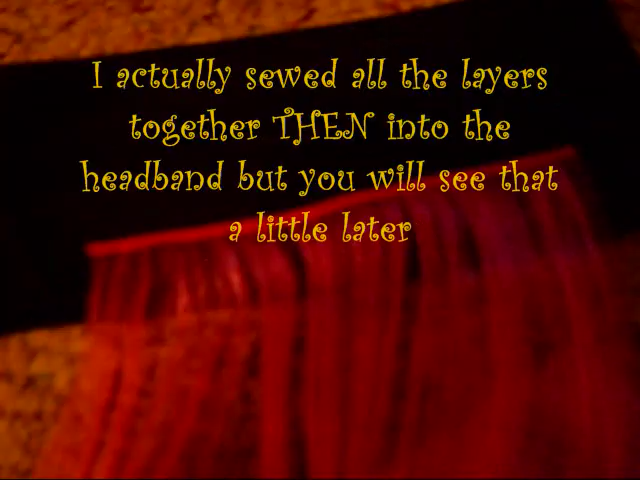 I actually sewed all the layers
together THEN into the
headband but you will see that
a little later